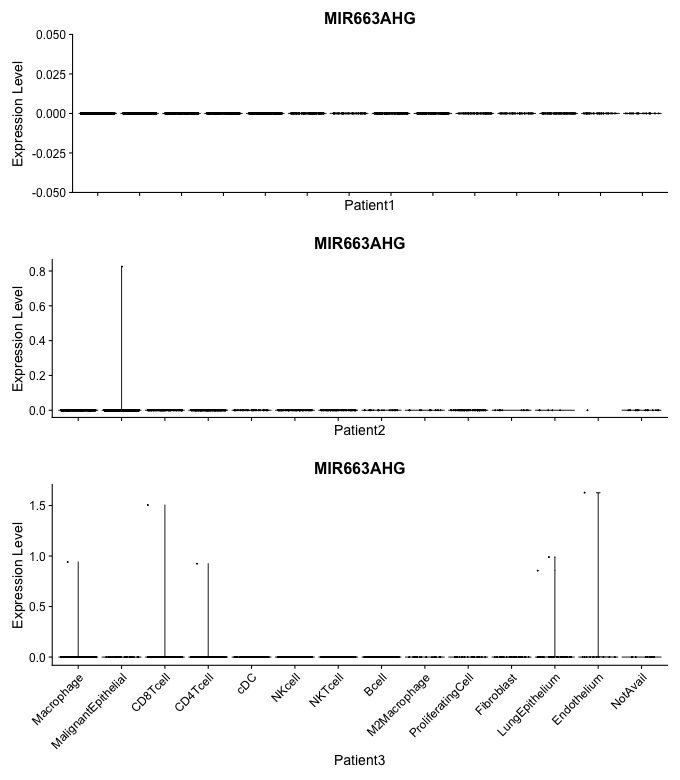 MIR663AHG
Expression Level
0.050
0.025
0.000
-0.025
-0.050
Patient1
MIR663AHG
Expression Level
0.8
0.6
0.4
0.2
0.0
Patient2
MIR663AHG
Expression Level
1.5
1.0
0.5
0.0
Macrophage
MalignantEpithelial
CD8Tcell
CD4Tcell
cDC
NKcell
NKTcell
Bcell
M2Macrophage
ProliferatingCell
Fibroblast
LungEpithelium
Endothelium
NotAvail
Patient3